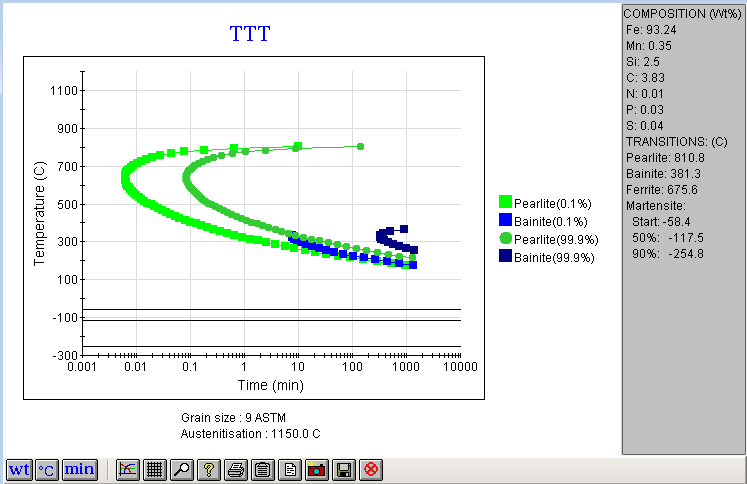 TTT
1100
900
700
500
300
100
-100
-300
Temperature (C)
0.001 0.01 0.1 1 10 100 1000 10000
Time (min)
Pearlite(0.1%)
Bainite(0.1%)
Pearlite(99.9%)
Bainite(99.9%)
Grain size : 9 ASTM
Austenitisation : 1150.0 C
COMPOSITION (Wt%)
Fe: 93.24
Mn: 0.35
Si: 2.5
C: 3.83
N: 0.01
P: 0.03
S: 0.04
TRANSITIONS: (C)
Pearlite: 810.8
Bainite: 381.3
Ferrite: 675.6
Martensite:
Start: -58.4
50%: -117.5
90%: -254.8
wt °C min ?